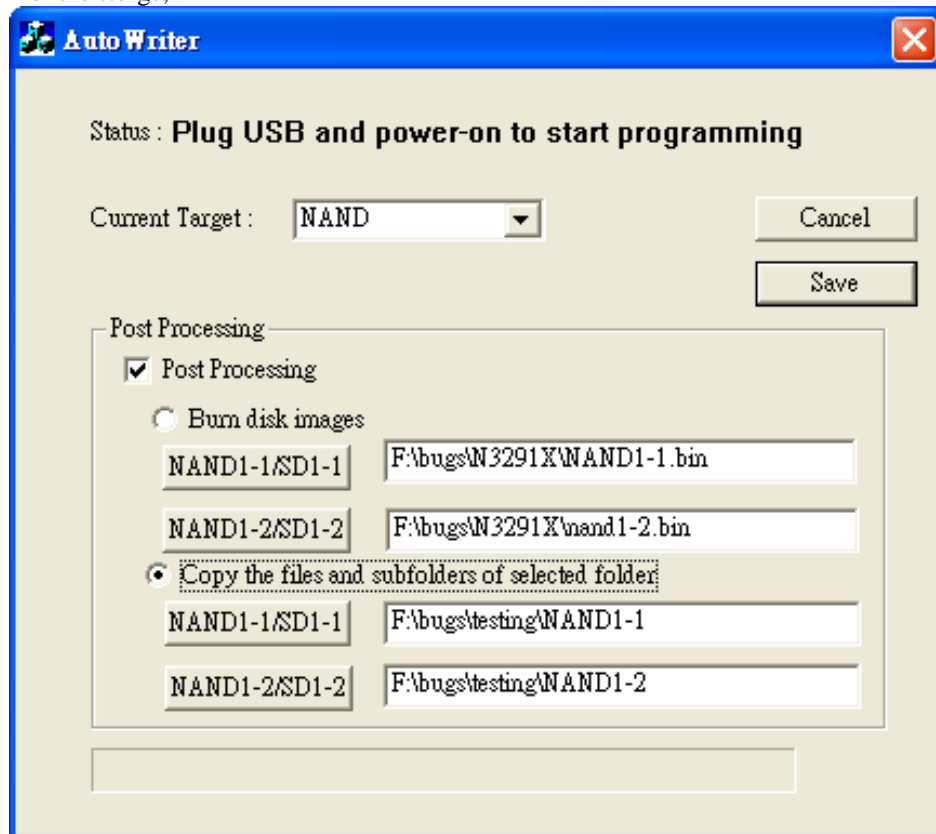 AutoWriter
Status : Plug USB and power-on to start programming
Current Target : NAND Cancel
Save
Post Processing
Post Processing
Burn disk images
NAND1-1/SD1-1 F:\bugs\N3291X\NAND1-1.bin
NAND1-2/SD1-2 F:\bugs\N3291X\nand1-2.bin
Copy the files and subfolders of selected folder
NAND1-1/SD1-1 F:\bugs\testing\NAND1-1
NAND1-2/SD1-2 F:\bugs\testing\NAND1-2